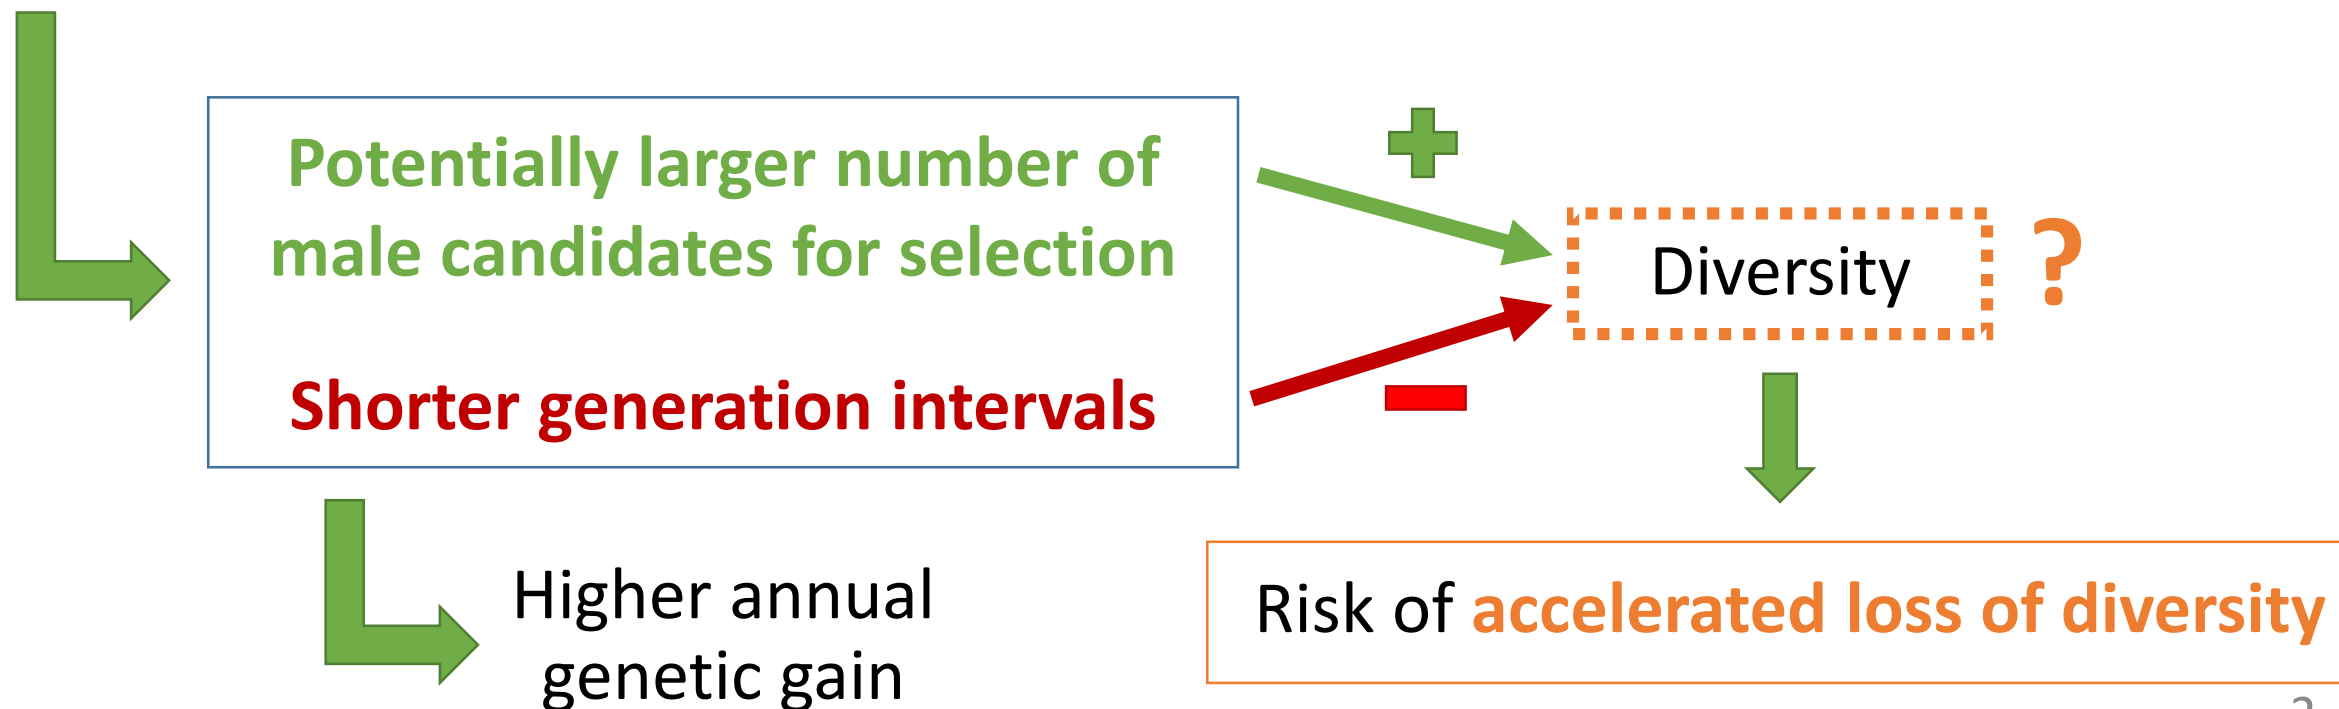 Potentially larger number of
male candidates for selection
Shorter generation intervals
Diversity
?
Higher annual
genetic gain
Risk of accelerated loss of diversity